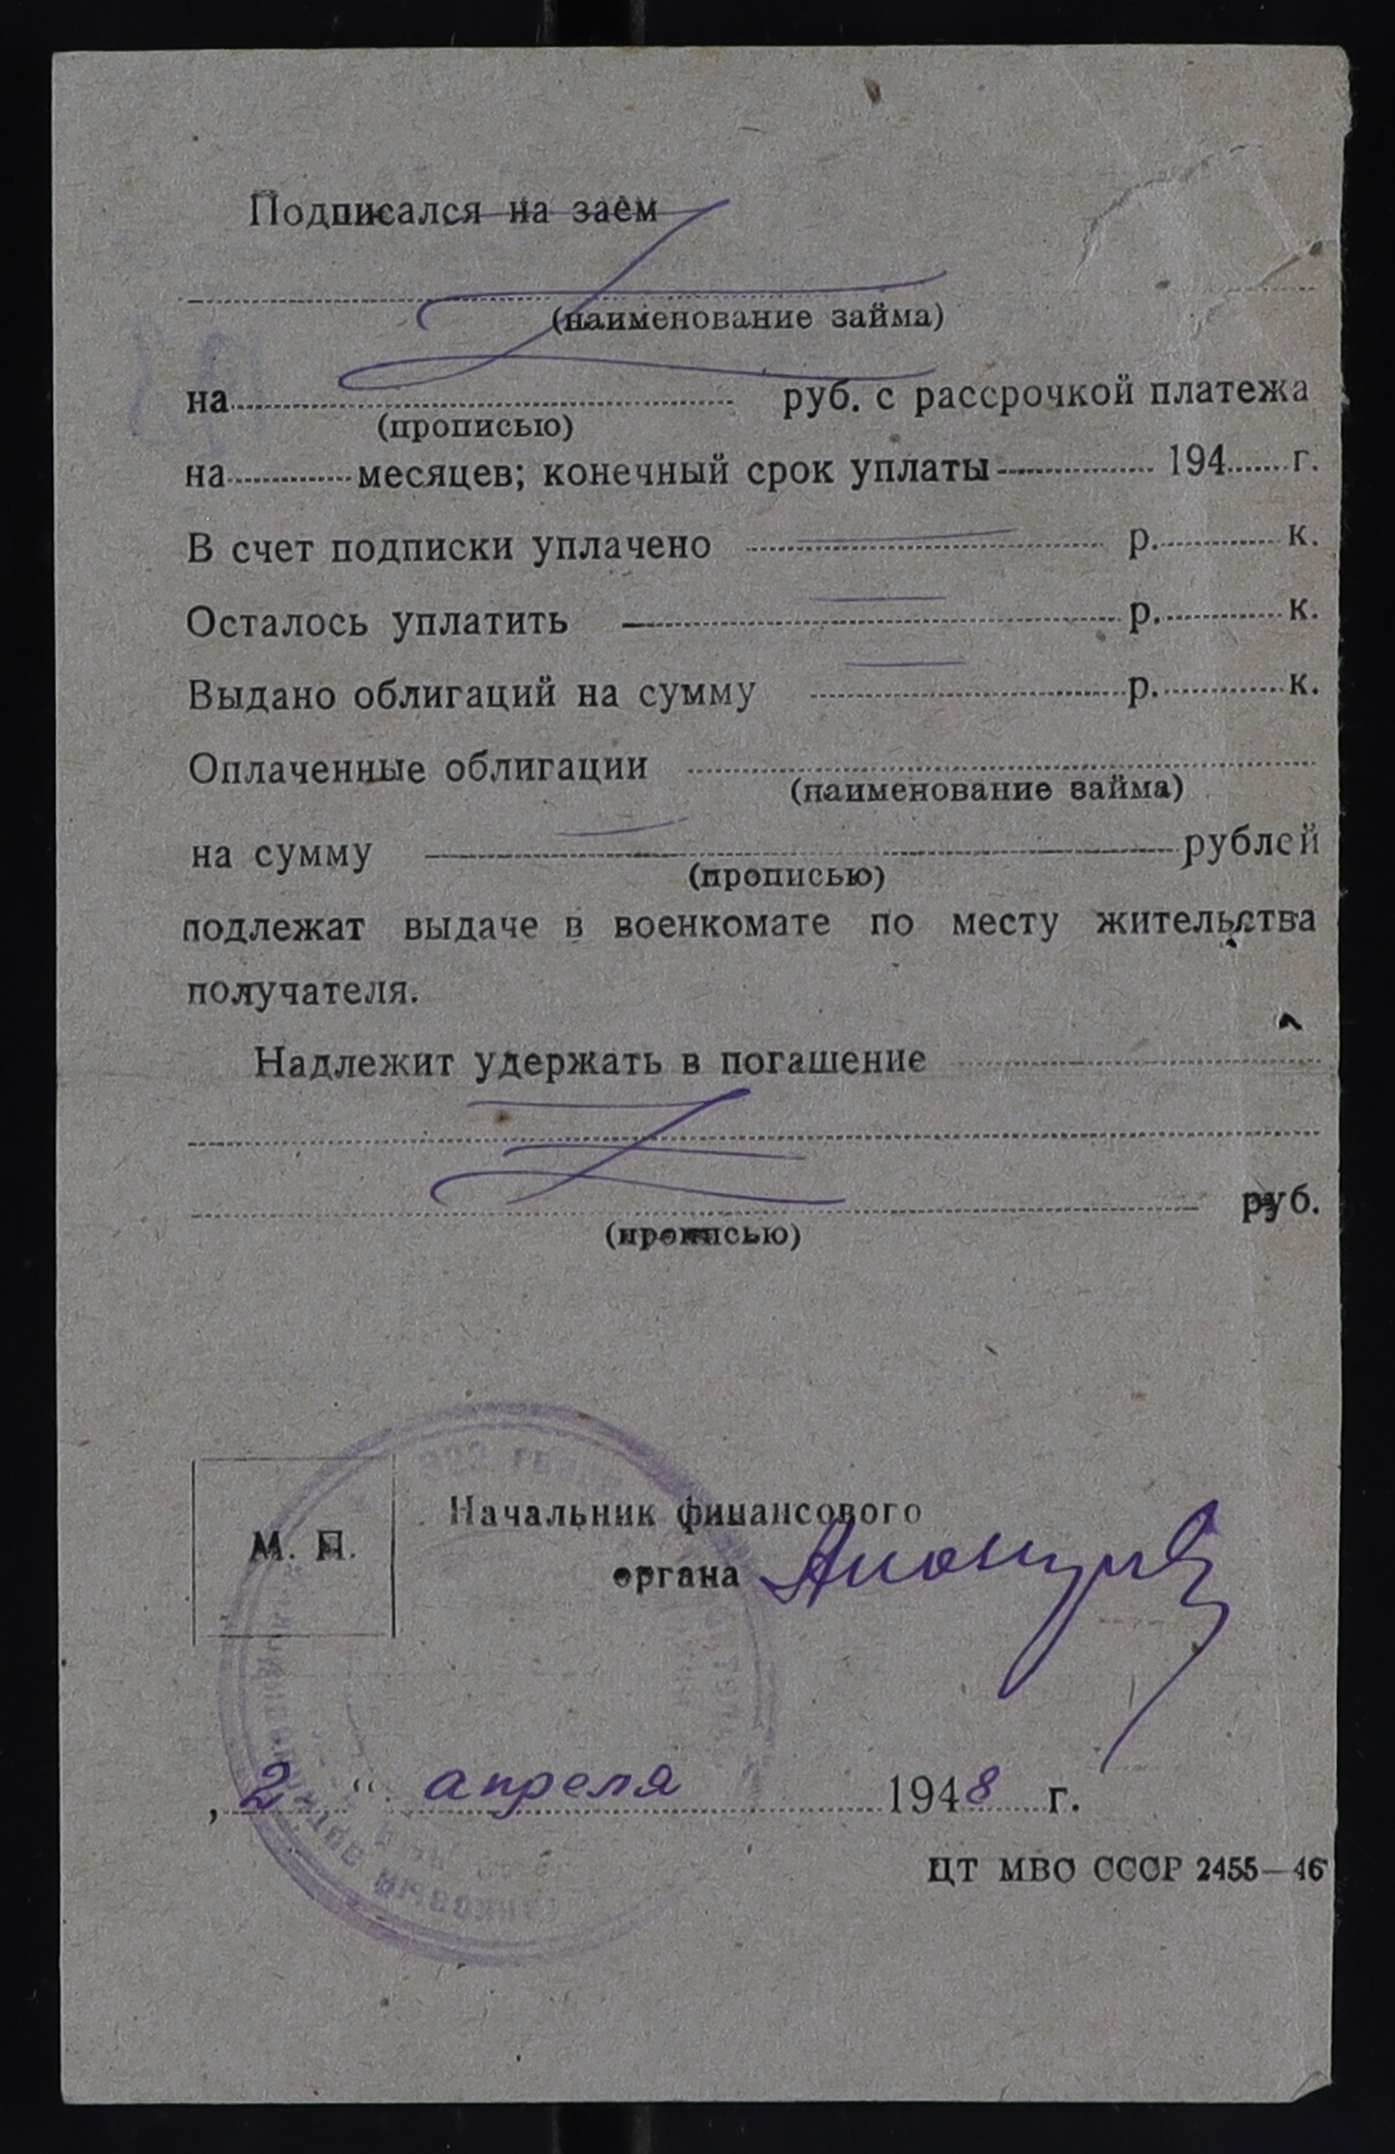 Подписался на заем
(наименование займа)
на руб. с рассрочкой платежа
(прописью)
на месяцев; конечный срок уплаты 194 г.
В счет подписки уплачено р. к.
Осталось уплатить р. к.
Выдано облигаций на сумму р. к.
Оплаченные облигации
(наименование займа)
на сумму рублей
(прописью)
подлежат выдаче в военкомате по месту жительства
получателя.
Надлежит удержать в погашение
руб.
(прописью)
Начальник финансового
М. П.
органа
„2“ апреля 1948 г.
ЦТ МВО СССР 2455—46